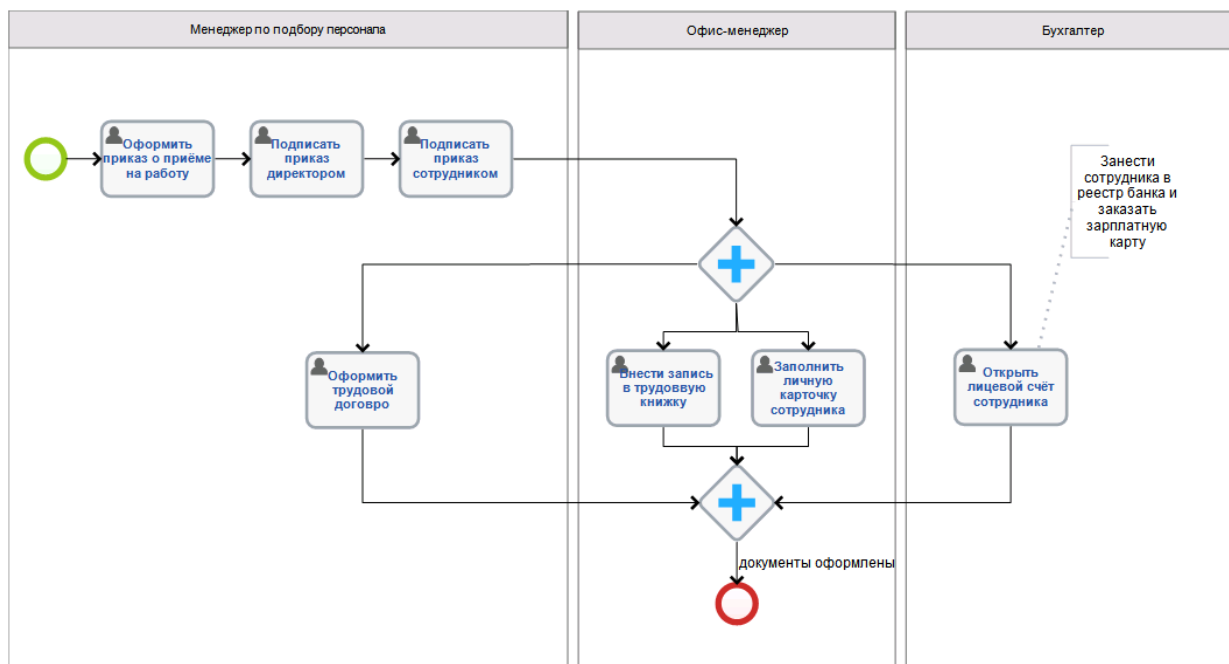 Менеджер по подбору персонала
Офис-менеджер
Бухгалтер
Оформить
приказ о приёме
на работу
Подписать
приказ
директором
Подписать
приказ
сотрудником
Занести
сотрудника в
реестр банка и
заказать
зарплатную
карту
Оформить
трудовой
договро
Внести запись
в трудоввую
книжку
Заполнить
личную
карточку
сотрудника
Открыть
лицевой счёт
сотрудника
документы оформлены